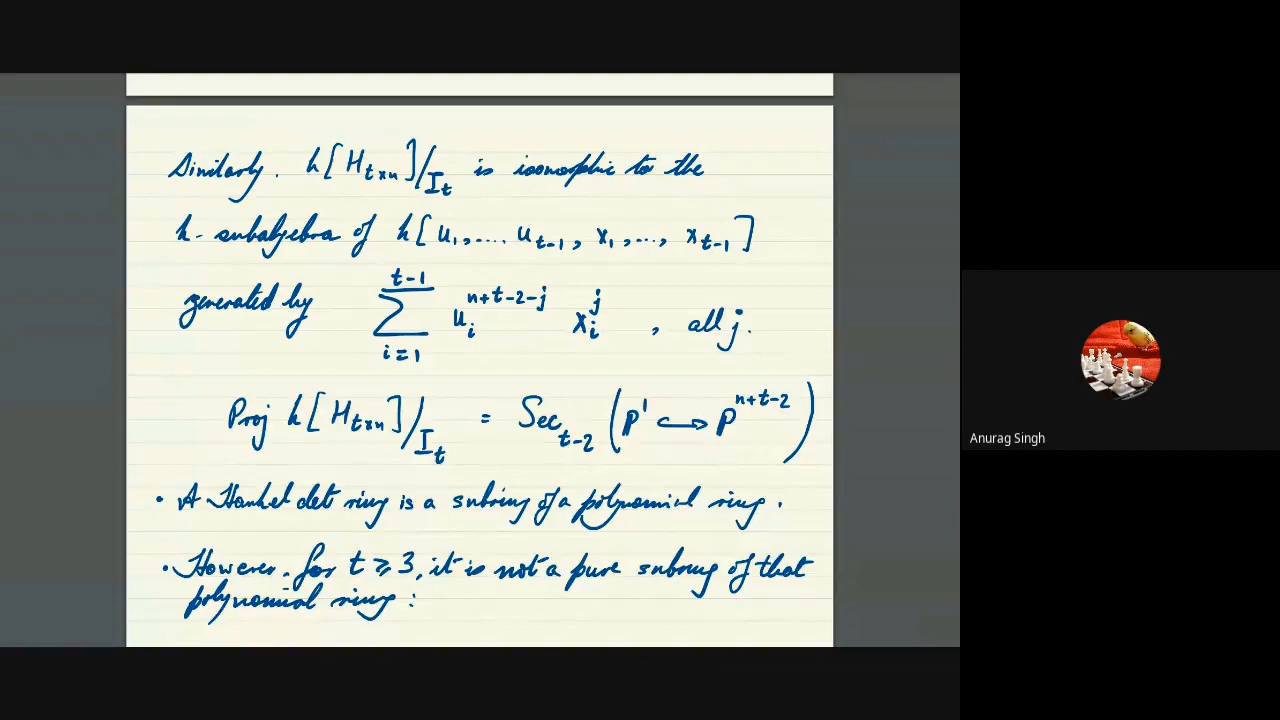 Similarly. k[H_{t×n}]/I_t is isomorphic to the
k-subalgebra of k[u_1,.... u_{t-1}, x_1,..., x_{t-1}]
generated by \sum_{i=1}^{t-1} u_i^{n+t-2-j} x_i^j , all j.
Proj k[H_{t×n}]/I_t = Sec_{t-2} (P^1 ↪ P^{n+t-2})
• A Hankel det ring is a subring of a polynomial ring.
• However. for t ≥ 3, it is not a pure subring of that
polynomial ring:
Anurag Singh